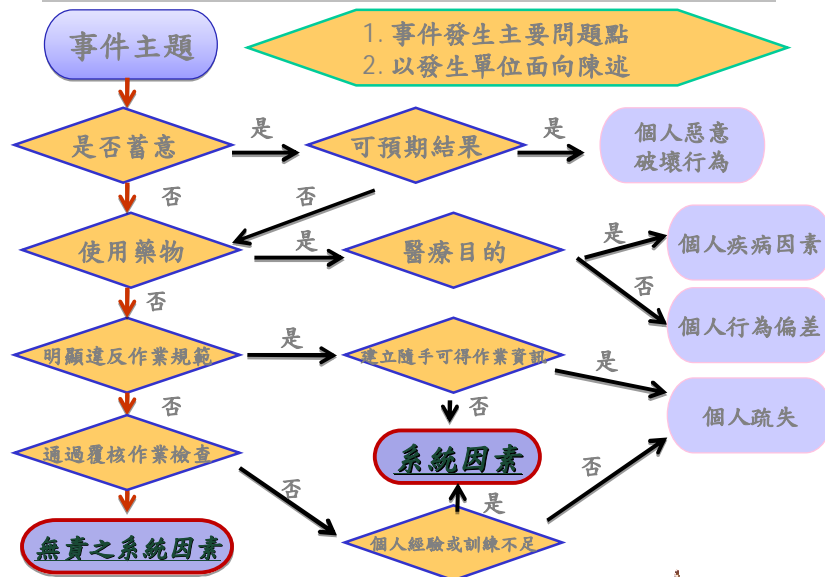 事件主題
1. 事件發生主要問題點
2. 以發生單位面向陳述
是否蓄意
是
可預期結果
是
個人惡意
破壞行為
否
否
使用藥物
是
醫療目的
是
個人疾病因素
否
個人行為偏差
否
明顯違反作業規範
是
建立隨手可得作業資訊
是
個人疏失
否
否
通過覆核作業檢查
系統因素
否
否
是
無責之系統因素
個人經驗或訓練不足